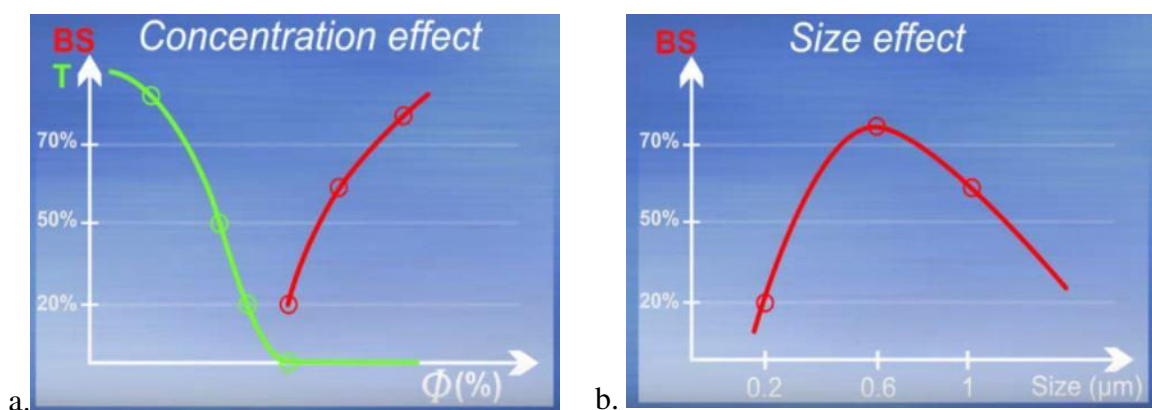 BS
T
Concentration effect
70%
50%
20%
Φ(%)
a.
BS
Size effect
70%
50%
20%
0.2 0.6 1 Size (µm)
b.